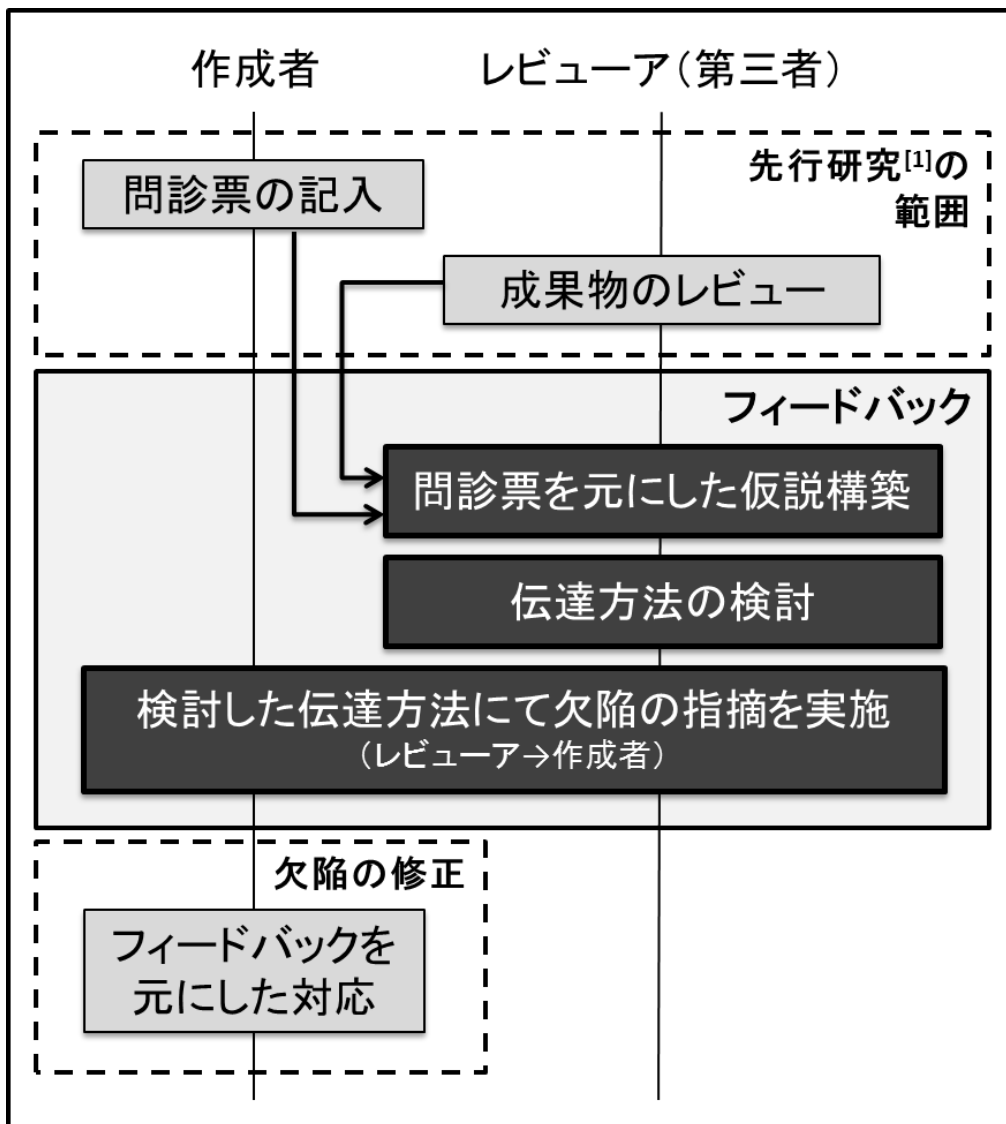 作成者
レビューア(第三者)
先行研究[1]の
範囲
問診票の記入
成果物のレビュー
フィードバック
問診票を元にした仮説構築
伝達方法の検討
検討した伝達方法にて欠陥の指摘を実施
(レビューア→作成者)
欠陥の修正
フィードバックを
元にした対応